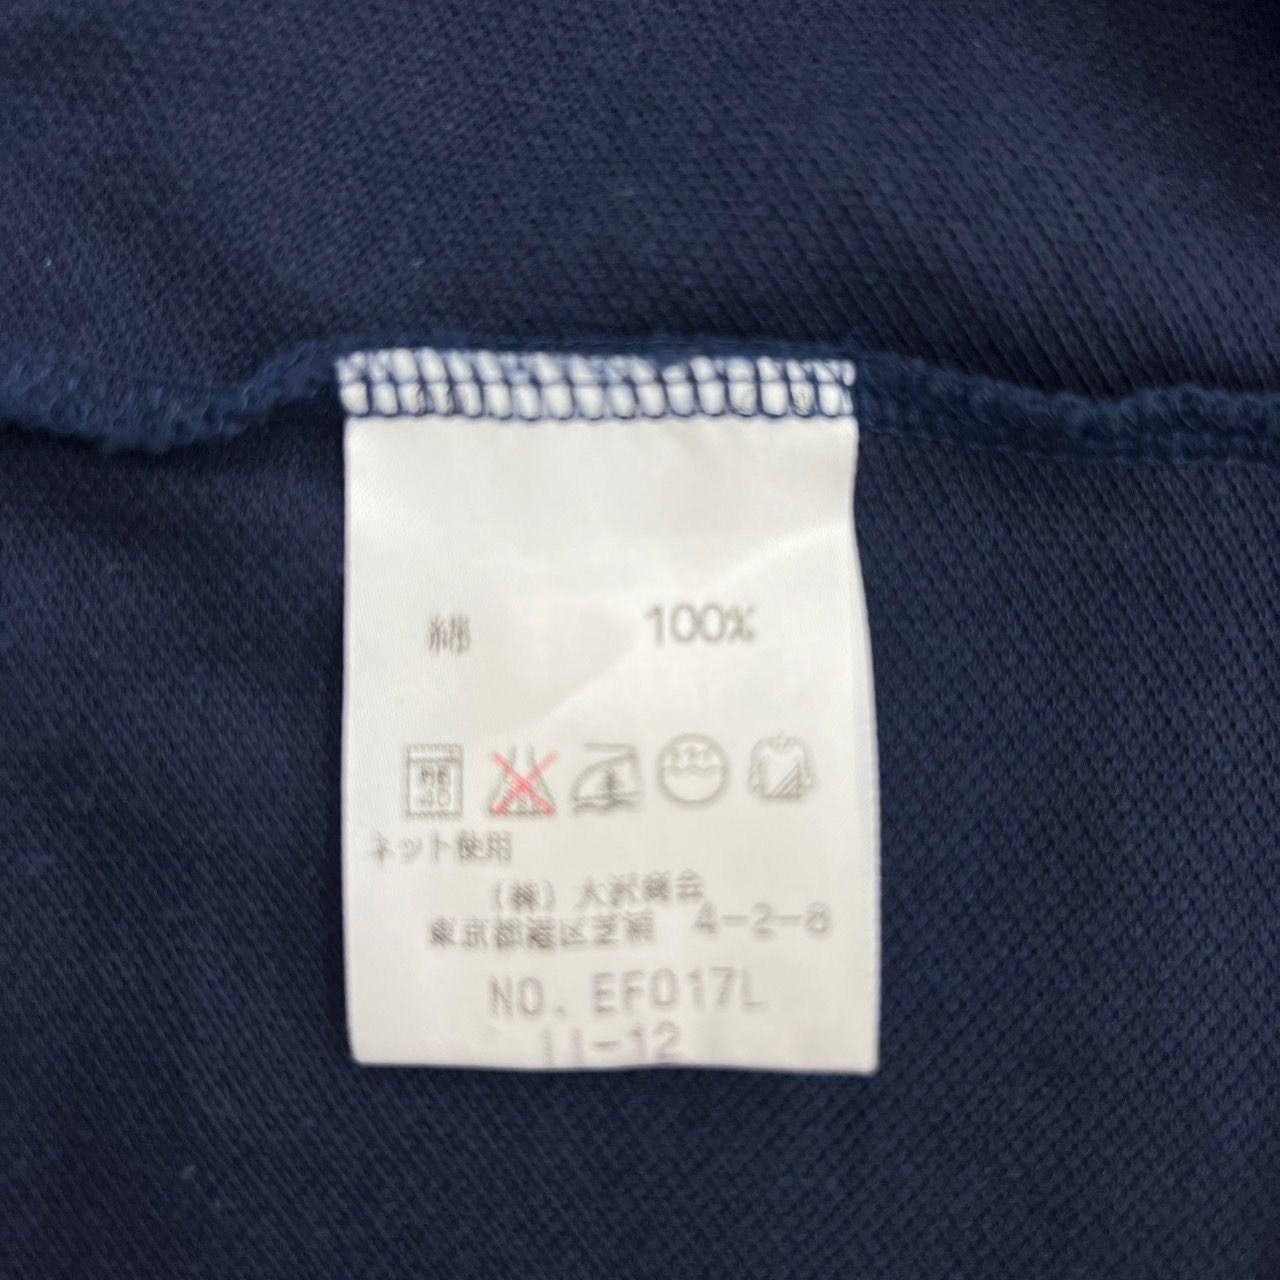 綿 100%
ネット使用
(株) 大沢商会
東京都港区芝浦 4-2-8
NO. EF017L
11-12